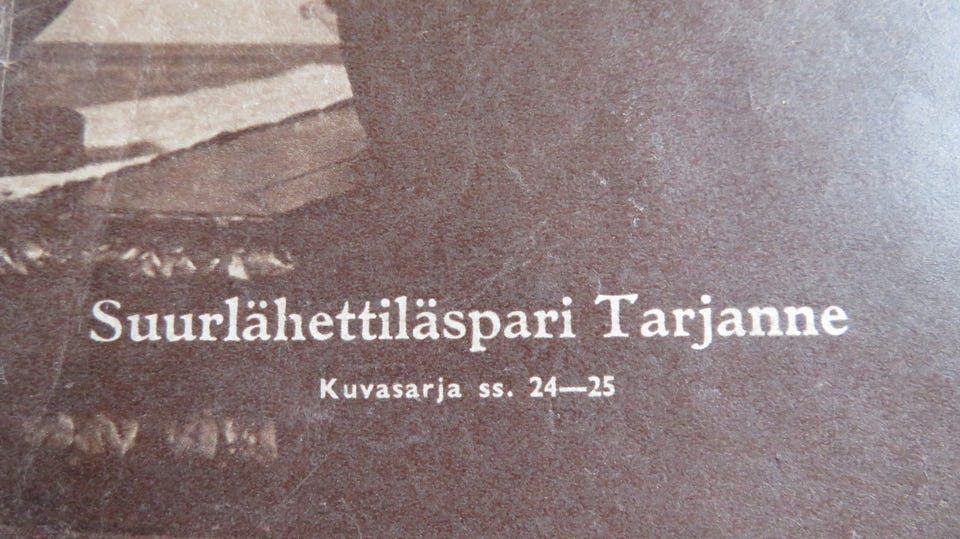 Suurlähettiläspari Tarjanne
Kuvasarja ss. 24—25